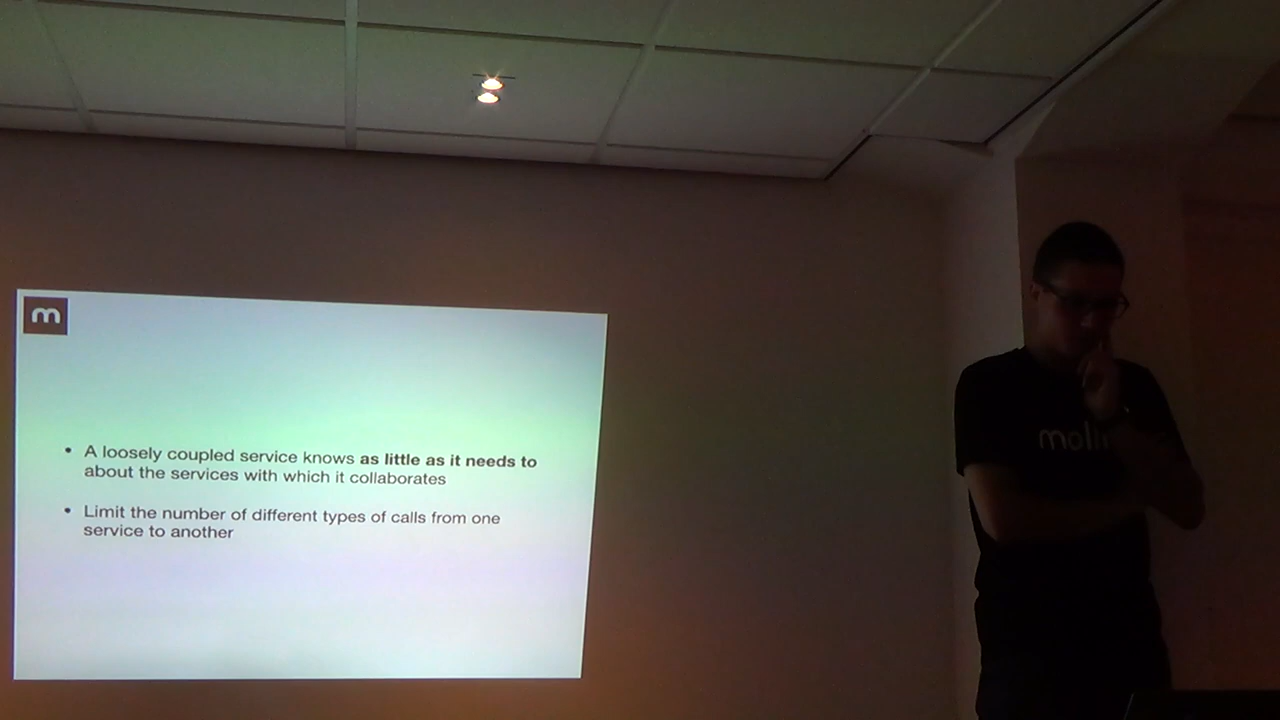 m
• A loosely coupled service knows as little as it needs to
about the services with which it collaborates
• Limit the number of different types of calls from one
service to another